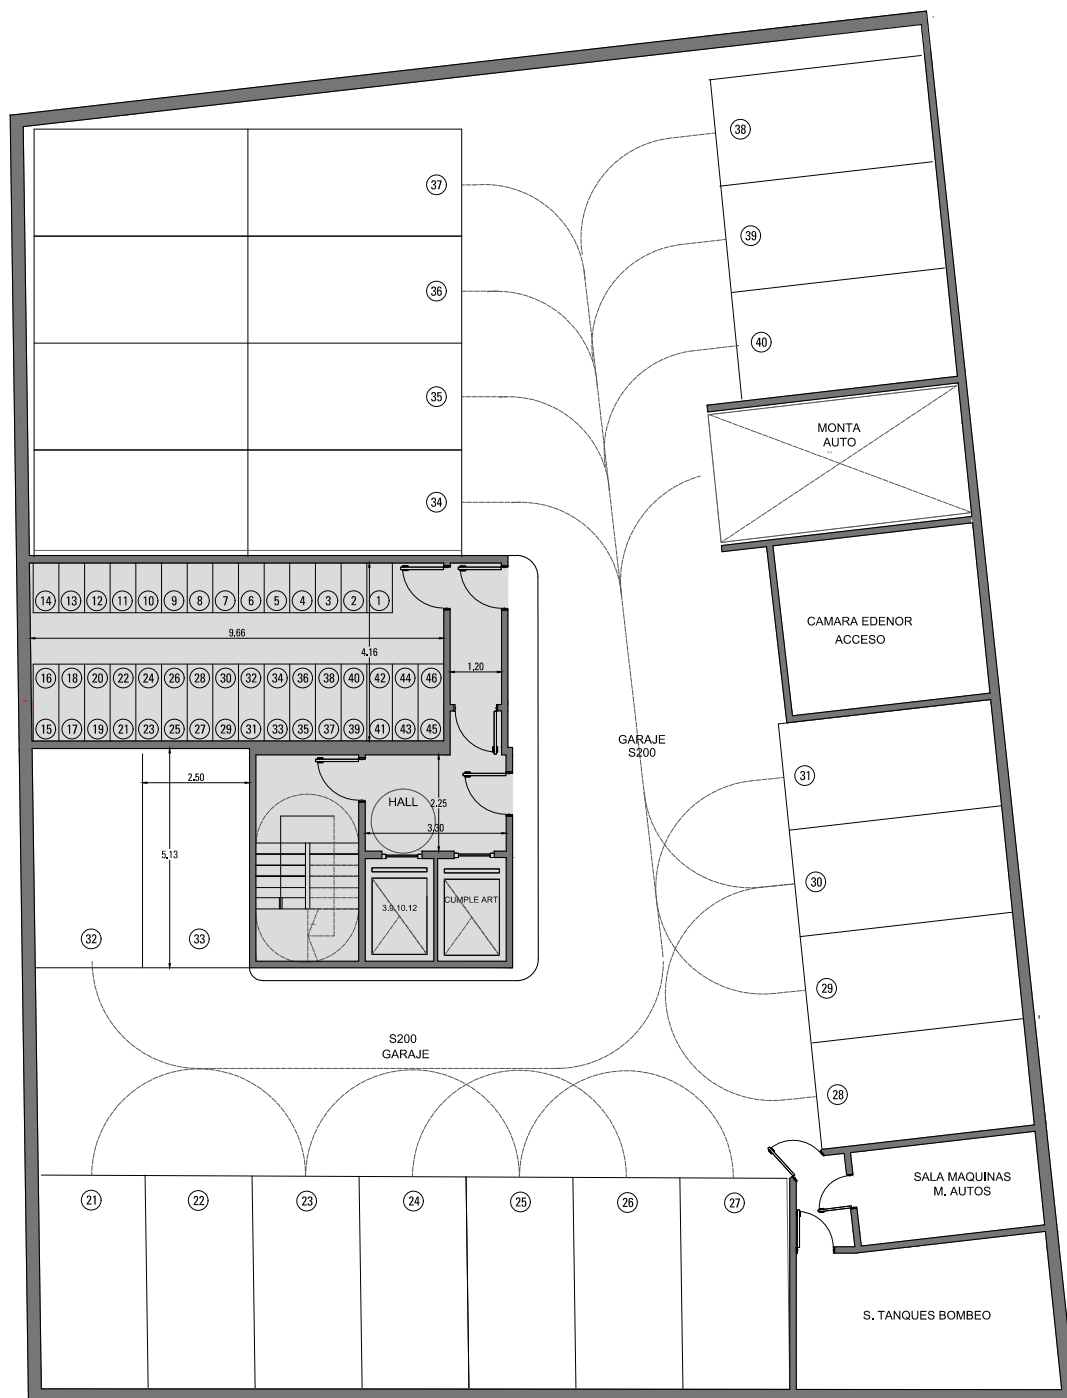 38
37
39
36
40
35
MONTA
AUTO
34
14 13 12 11 10 9 8 7 6 5 4 3 2 1
CAMARA EDENOR
ACCESO
9.66
4.16
1,20
16 18 20 22 24 26 28 30 32 34 36 38 40 42 44 46
15 17 19 21 23 25 27 29 31 33 35 37 39 41 43 45
GARAJE
S200
31
2.50
HALL
2.25
3,30
5.13
30
3.9.10.12
CUMPLE ART
32
33
29
S200
GARAJE
28
SALA MAQUINAS
M. AUTOS
21
22
23
24
25
26
27
S. TANQUES BOMBEO